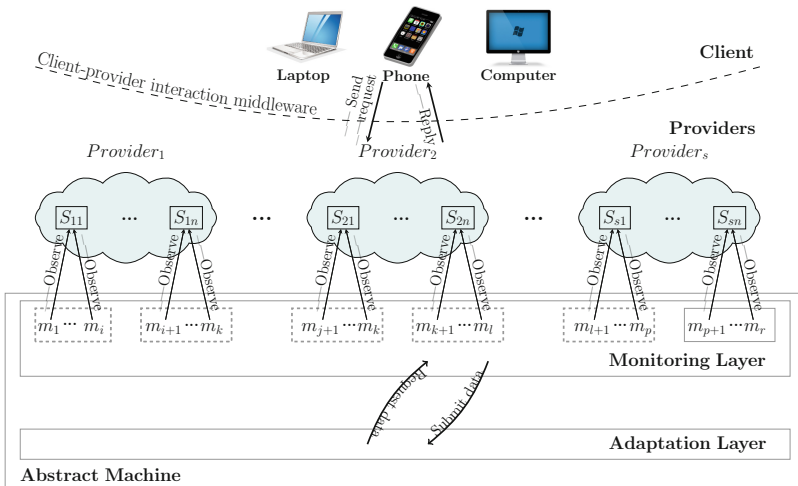 Laptop
Phone
Computer
Client
Client-provider interaction middleware
Send request
Reply
Providers
Provider₁
Provider₂
Providerₛ
S₁₁ ... S₁ₙ ... S₂₁ ... S₂ₙ ... Sₛ₁ ... Sₛₙ
Observe Observe Observe Observe Observe Observe Observe Observe Observe Observe Observe Observe
m₁ ... mᵢ mᵢ₊₁ ... mₖ mⱼ₊₁ ... mₖ mₖ₊₁ ... mₗ mₗ₊₁ ... mₚ mₚ₊₁ ... mᵣ
Monitoring Layer
Request data
Submit data
Adaptation Layer
Abstract Machine